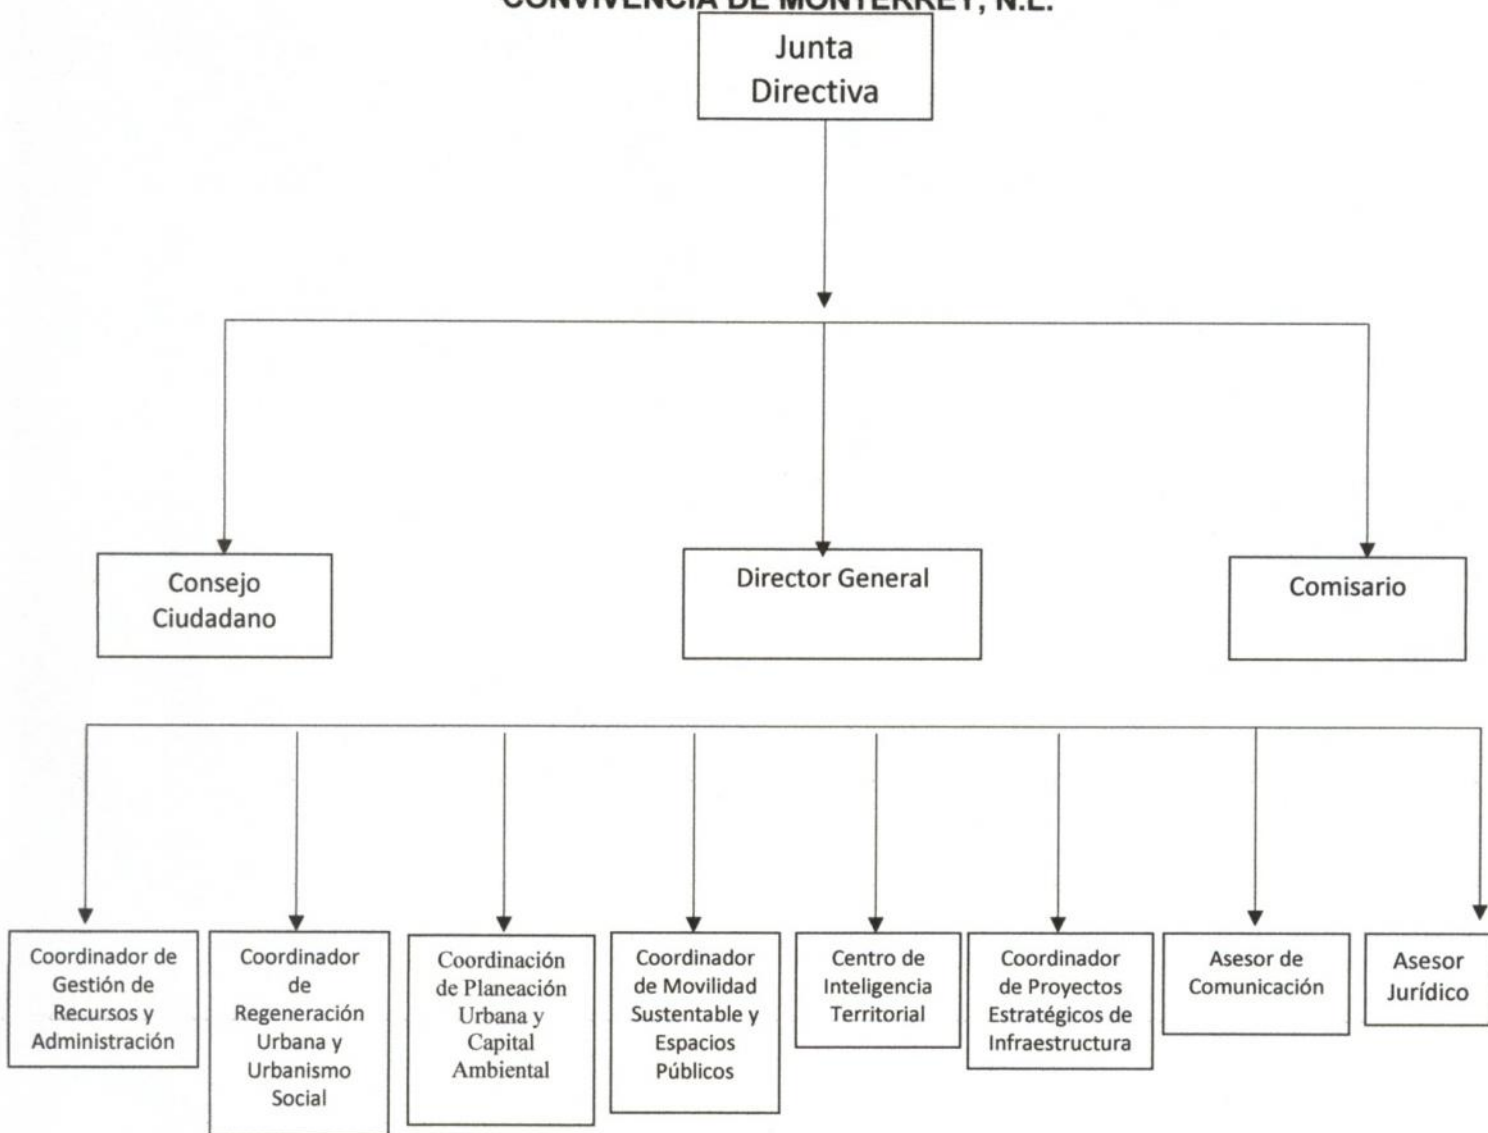 CONVIVENCIA DE MONTERREY, N.L.
Junta
Directiva
Consejo
Ciudadano
Director General
Comisario
Coordinador de
Gestión de
Recursos y
Administración
Coordinador
de
Regeneración
Urbana y
Urbanismo
Social
Coordinación
de Planeación
Urbana y
Capital
Ambiental
Coordinador
de Movilidad
Sustentable y
Espacios
Públicos
Centro de
Inteligencia
Territorial
Coordinador
de Proyectos
Estratégicos de
Infraestructura
Asesor de
Comunicación
Asesor
Jurídico